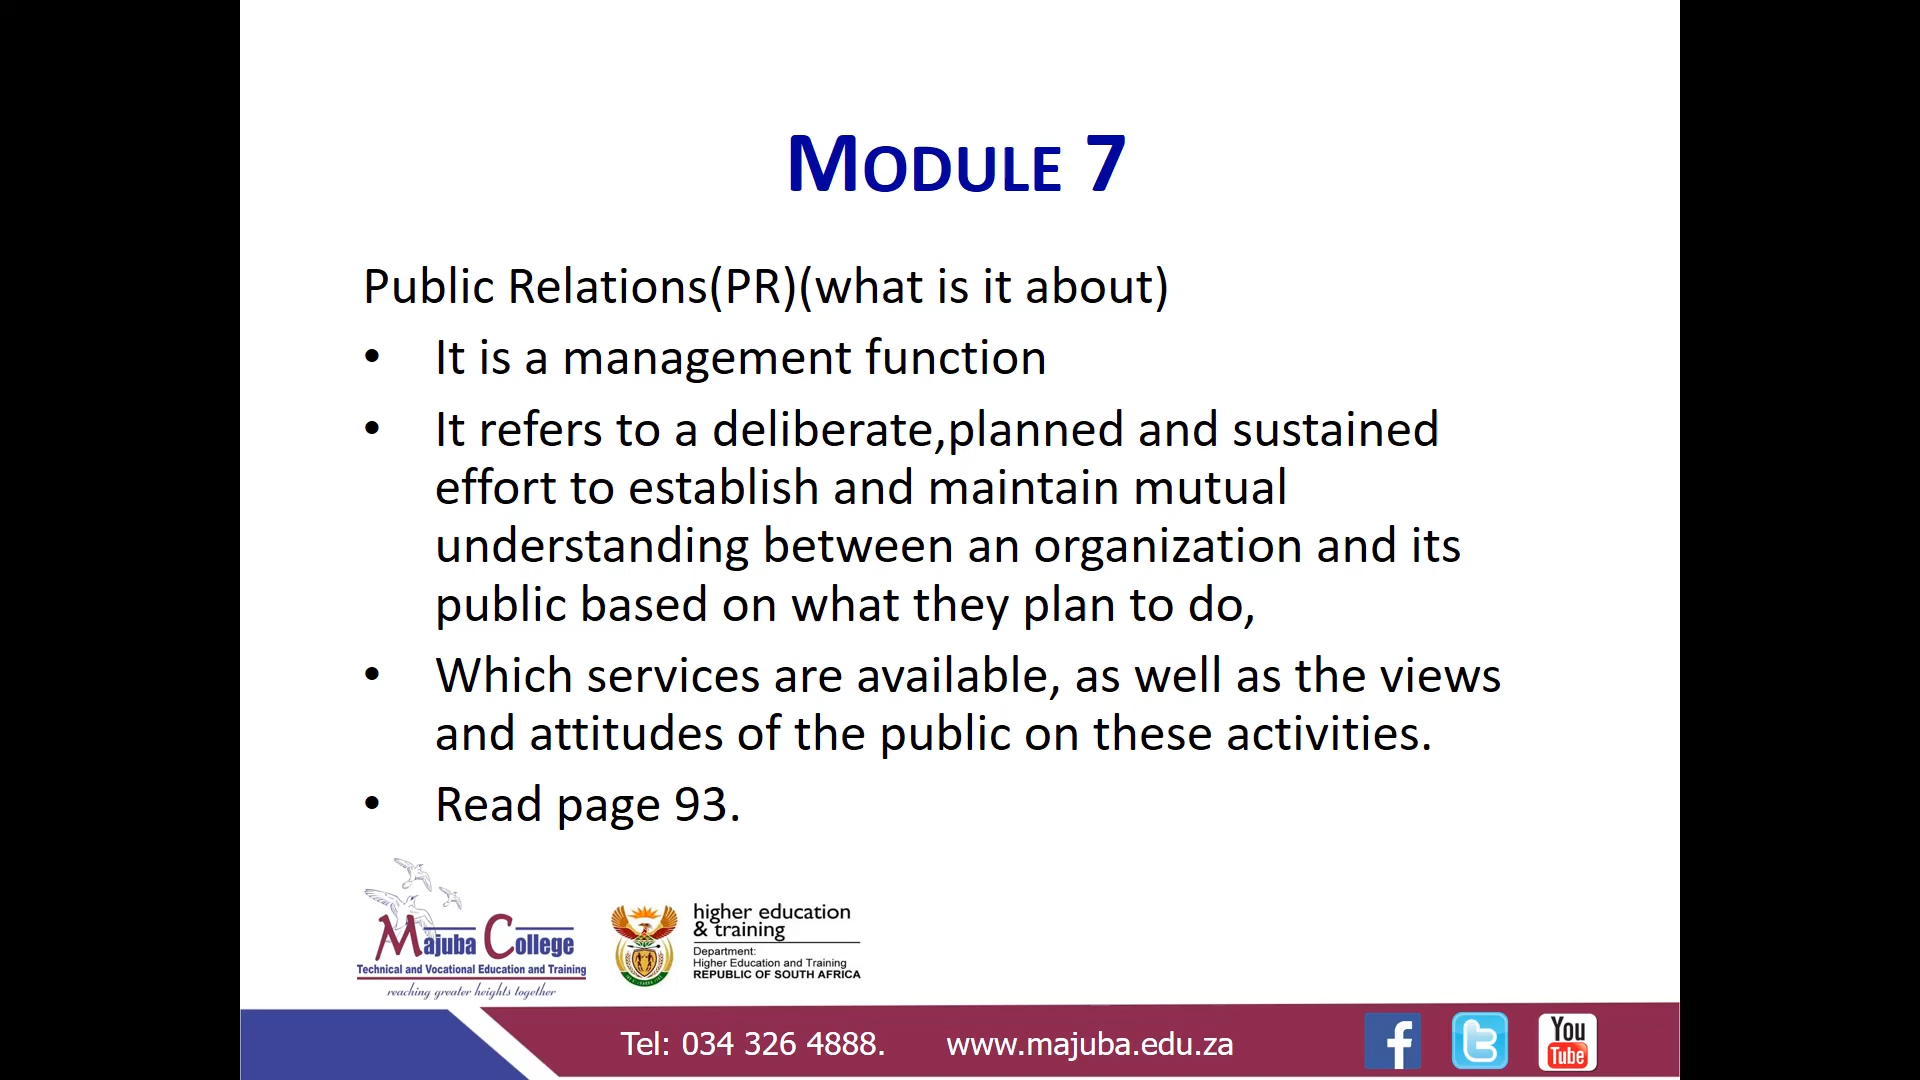 MODULE 7
Public Relations(PR)(what is it about)
• It is a management function
• It refers to a deliberate,planned and sustained
effort to establish and maintain mutual
understanding between an organization and its
public based on what they plan to do,
• Which services are available, as well as the views
and attitudes of the public on these activities.
• Read page 93.
Majuba College
Technical and Vocational Education and Training
reaching greater heights together
higher education
& training
Department:
Higher Education and Training
REPUBLIC OF SOUTH AFRICA
Tel: 034 326 4888. www.majuba.edu.za
You
Tube